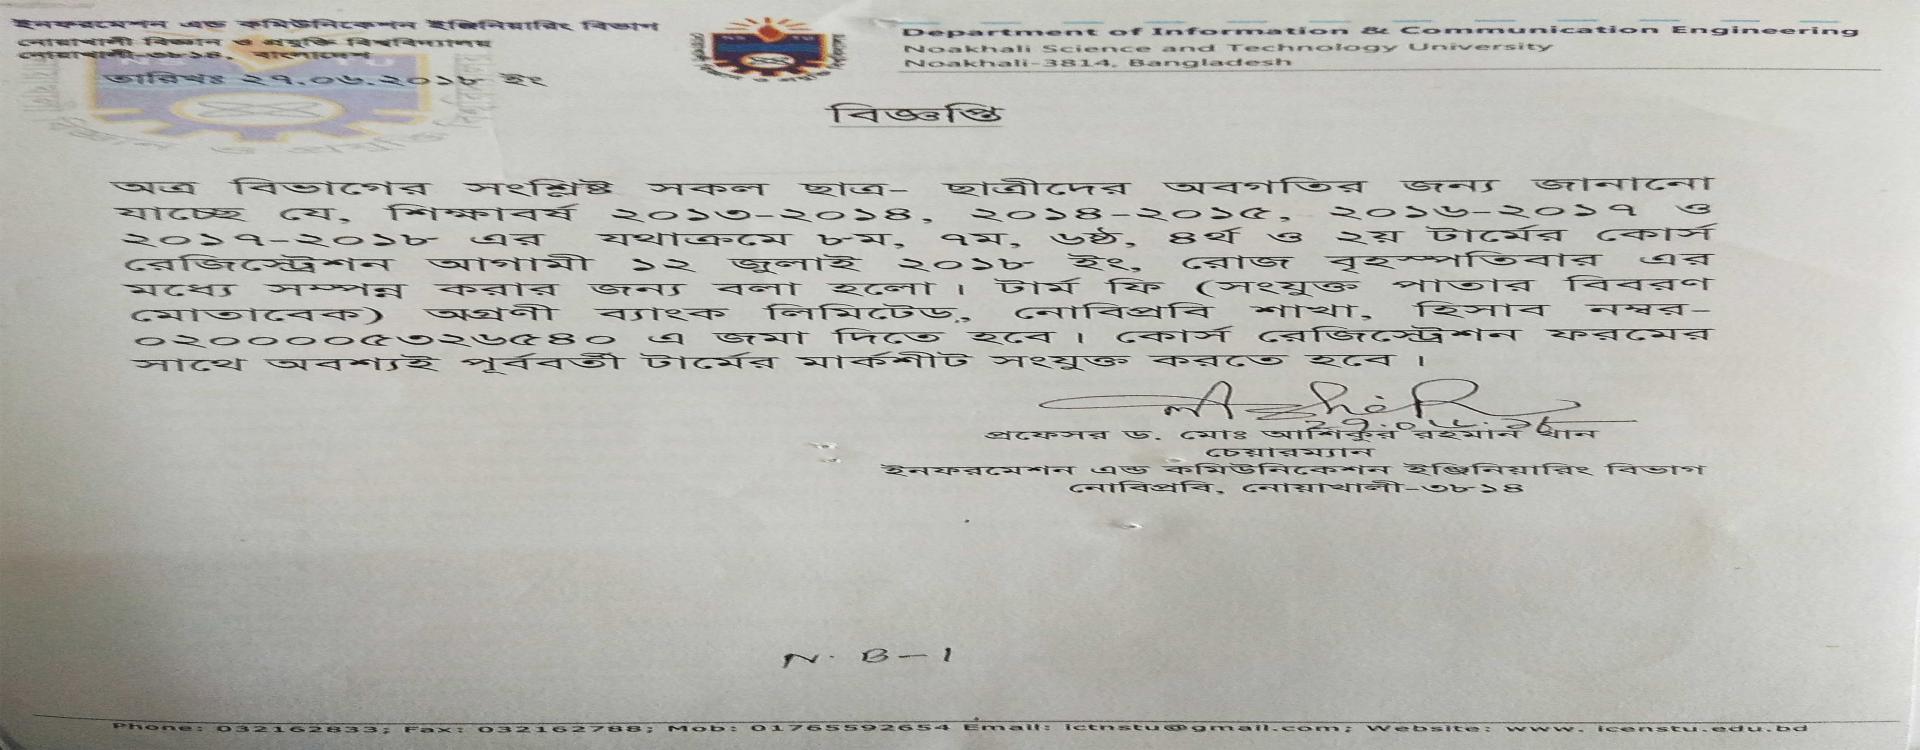 ইনফরমেশন এন্ড কমিউনিকেশন ইঞ্জিনিয়ারিং বিভাগ
নোয়াখালী বিজ্ঞান ও প্রযুক্তি বিশ্ববিদ্যালয়
নোয়াখালী-৩৮১৪, বাংলাদেশ
Department of Information & Communication Engineering
Noakhali Science and Technology University
Noakhali-3814, Bangladesh
তারিখঃ ২৭.০৬.২০১৮ ইং
বিজ্ঞপ্তি
অত্র বিভাগের সংশ্লিষ্ট সকল ছাত্র- ছাত্রীদের অবগতির জন্য জানানো
যাচ্ছে যে, শিক্ষাবর্ষ ২০১৩-২০১৪, ২০১৪-২০১৫, ২০১৬-২০১৭ ও
২০১৭-২০১৮ এর যথাক্রমে ৮ম, ৭ম, ৬ষ্ঠ, ৪র্থ ও ২য় টার্মের কোর্স
রেজিস্ট্রেশন আগামী ১২ জুলাই ২০১৮ ইং, রোজ বৃহস্পতিবার এর
মধ্যে সম্পন্ন করার জন্য বলা হলো। টার্ম ফি (সংযুক্ত পাতার বিবরণ
মোতাবেক) অগ্রণী ব্যাংক লিমিটেড, নোবিপ্রবি শাখা, হিসাব নম্বর-
০২০০০০৫৩২৬৫৪০ এ জমা দিতে হবে। কোর্স রেজিস্ট্রেশন ফরমের
সাথে অবশ্যই পূর্ববর্তী টার্মের মার্কশীট সংযুক্ত করতে হবে।
প্রফেসর ড. মোঃ আশিকুর রহমান খান
চেয়ারম্যান
ইনফরমেশন এন্ড কমিউনিকেশন ইঞ্জিনিয়ারিং বিভাগ
নোবিপ্রবি, নোয়াখালী-৩৮১৪
N. B-1
Phone: 032162833; Fax: 032162788; Mob: 01765592654 Email: ictnstu@gmail.com; Website: www. icenstu.edu.bd